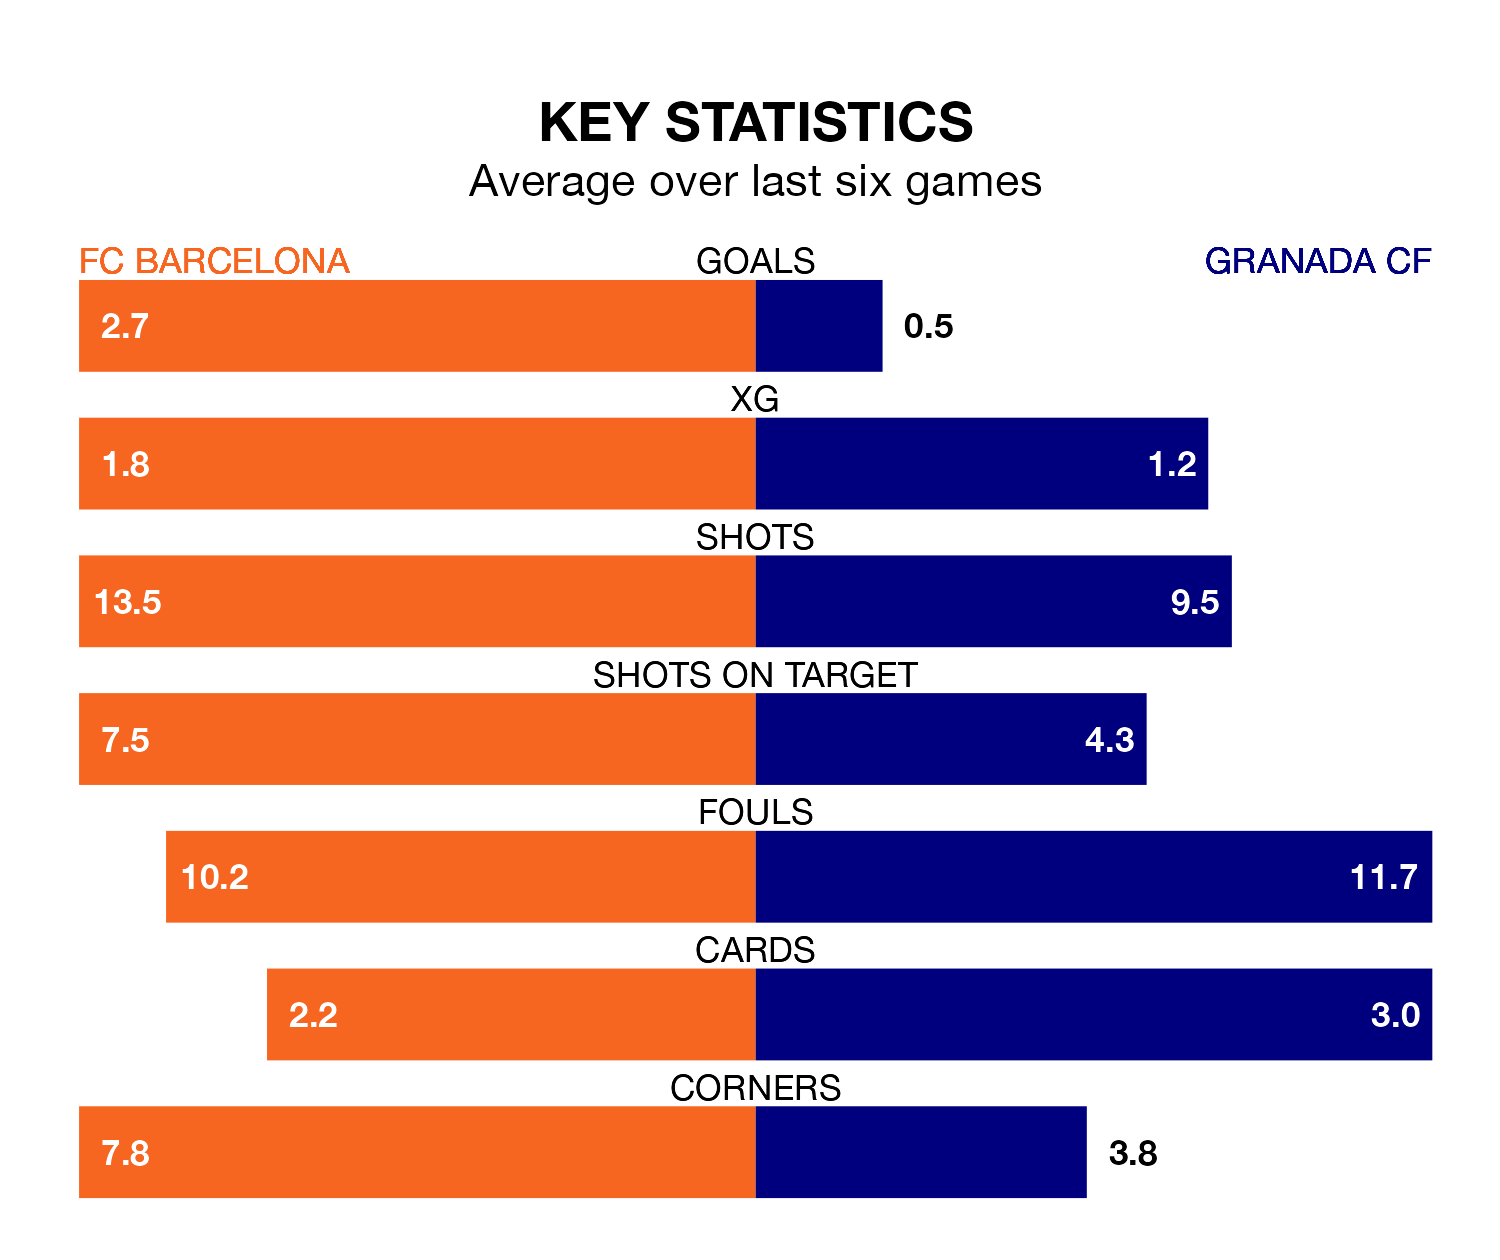 KEY STATISTICS
Average over last six games
FC BARCELONA GOALS GRANADA CF
2.7 0.5
XG
1.8 1.2
SHOTS
13.5 9.5
SHOTS ON TARGET
7.5 4.3
FOULS
10.2 11.7
CARDS
2.2 3.0
CORNERS
7.8 3.8